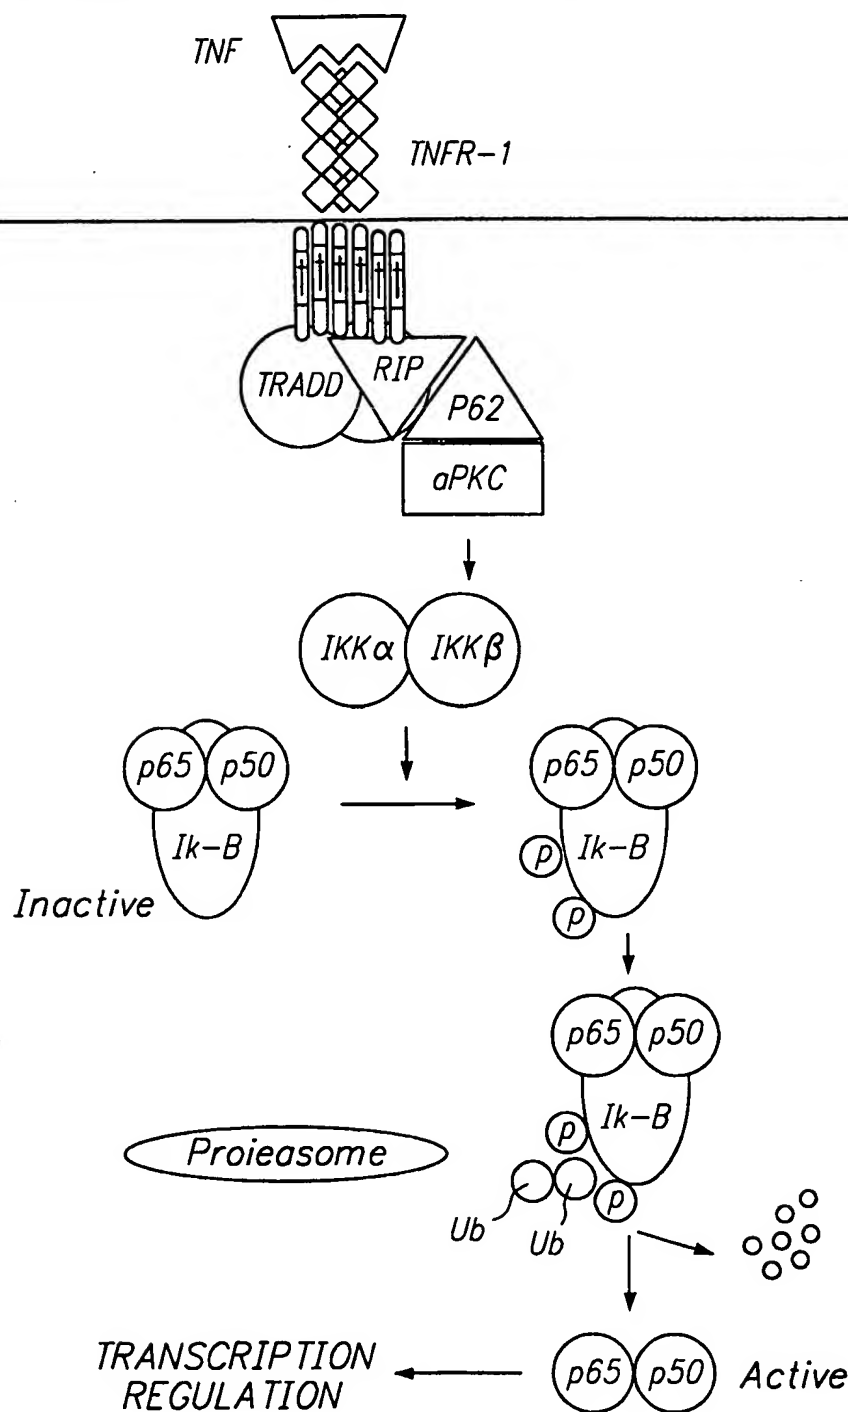 TNF
TNFR-1
TRADD
RIP
P62
aPKC
IKKα
IKKβ
p65
p50
Ik-B
Inactive
p65
p50
Ik-B
p
p
p65
p50
Ik-B
p
p
Proieasome
Ub
Ub
TRANSCRIPTION
REGULATION
p65
p50
Active